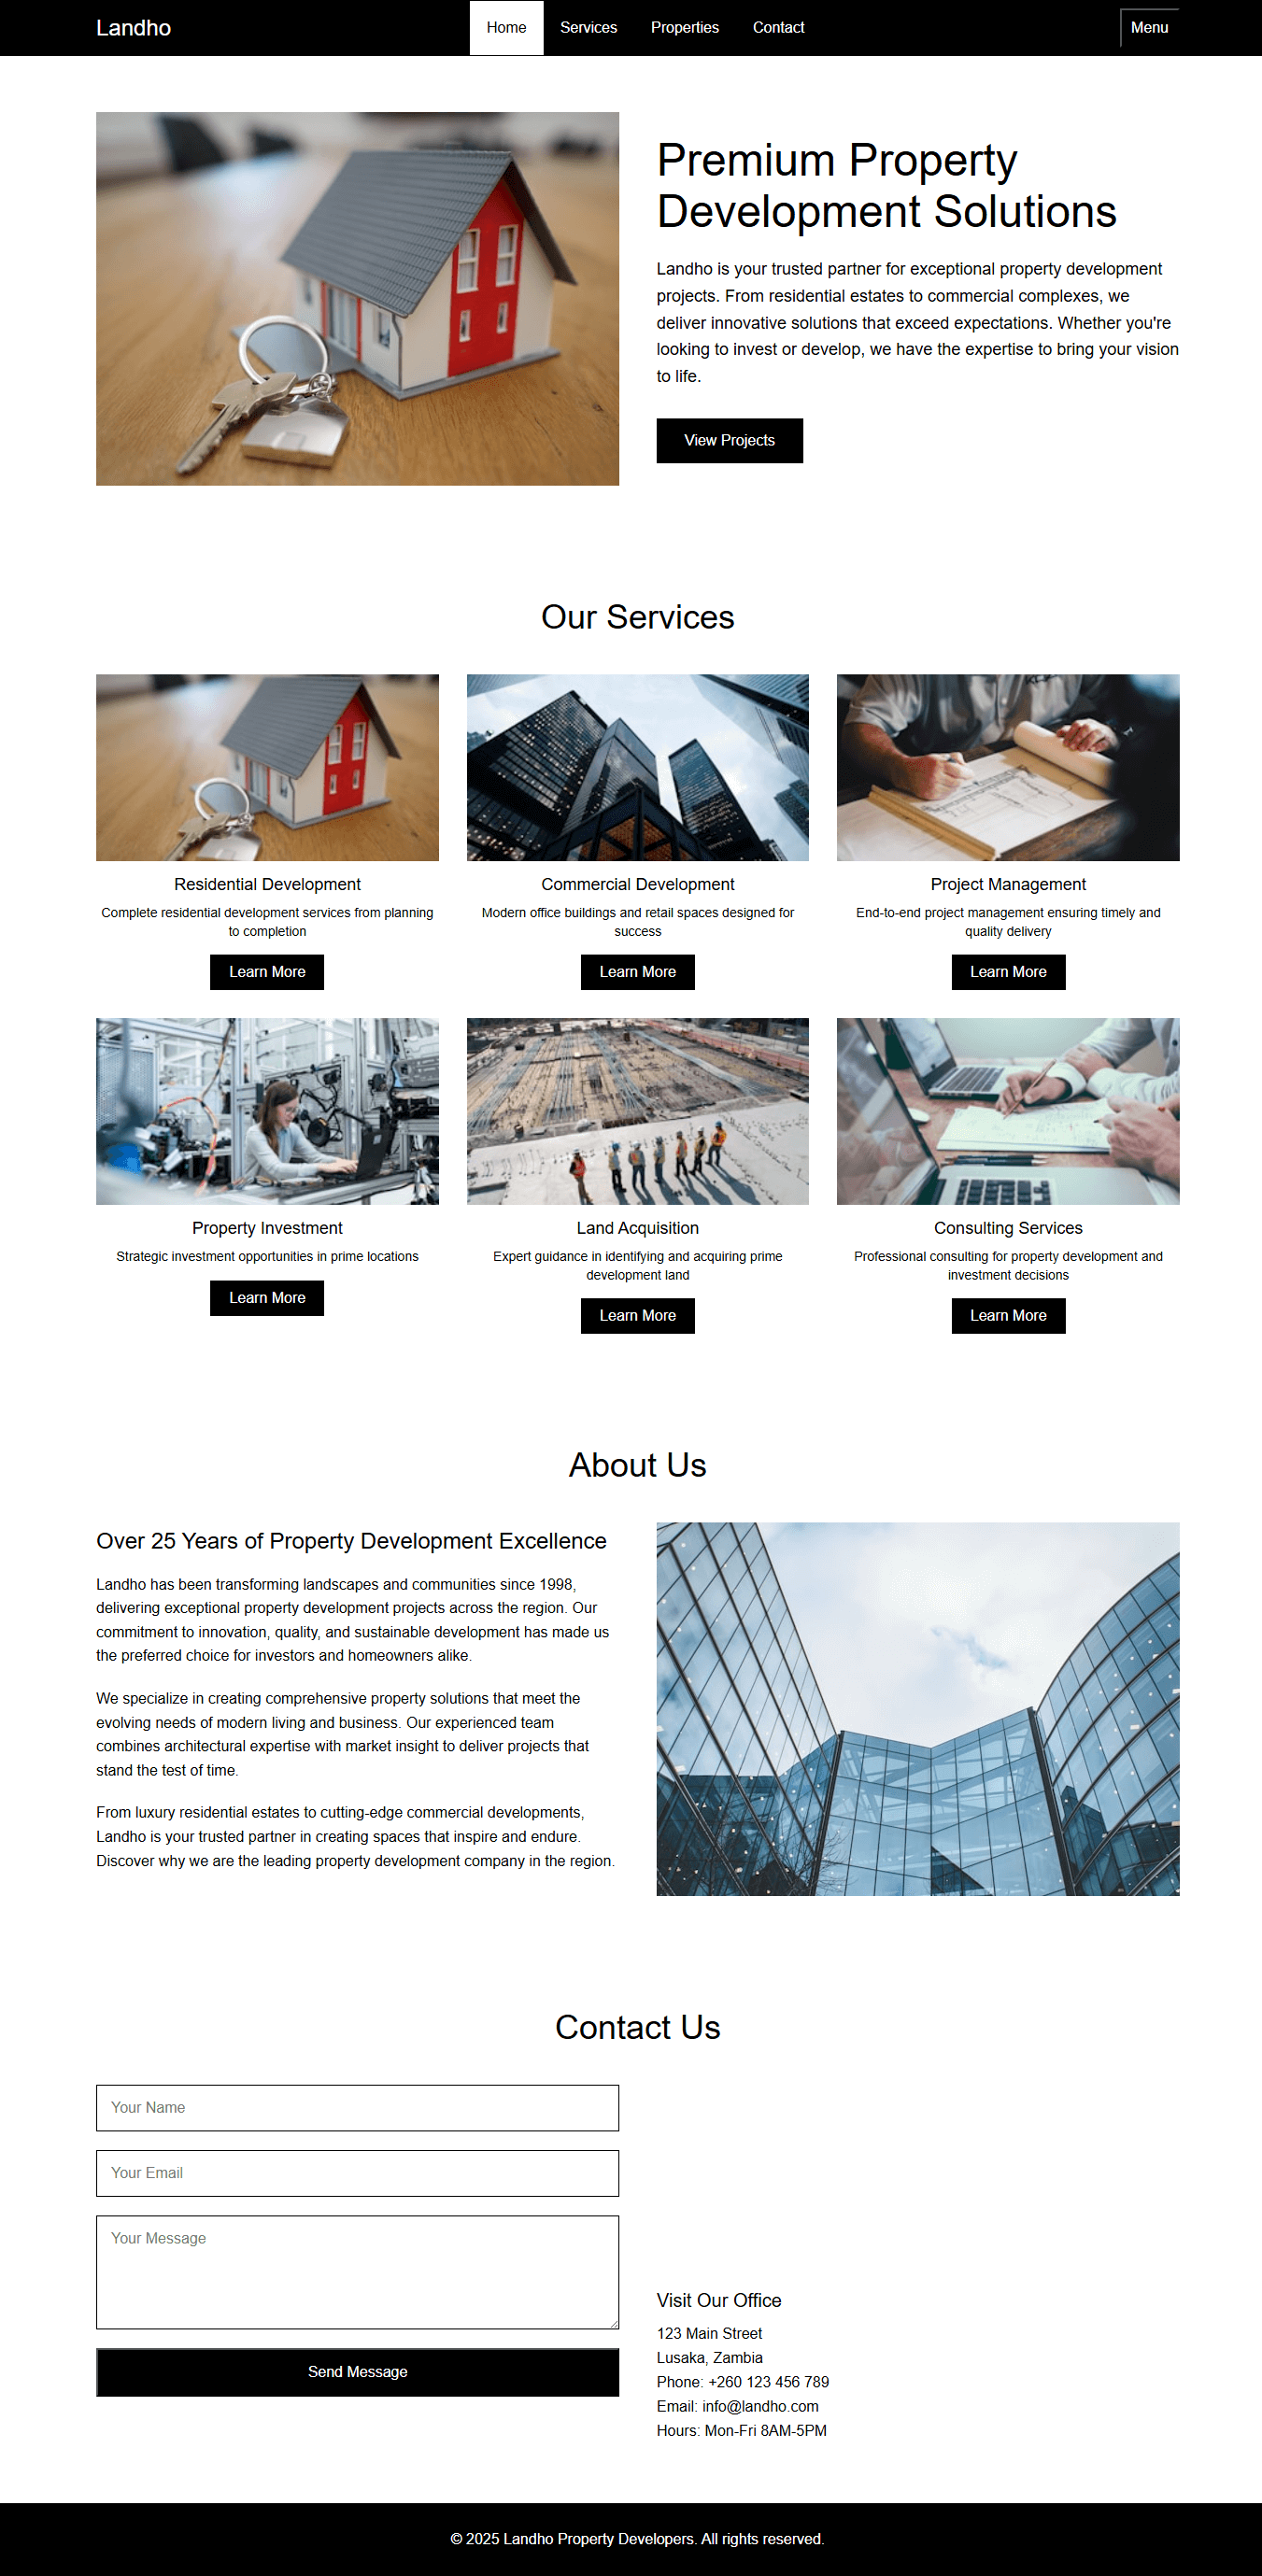 Landho
Home Services Properties Contact
Menu
Premium Property
Development Solutions
Landho is your trusted partner for exceptional property development
projects. From residential estates to commercial complexes, we
deliver innovative solutions that exceed expectations. Whether you're
looking to invest or develop, we have the expertise to bring your vision
to life.
View Projects
Our Services
Residential Development
Complete residential development services from planning
to completion
Learn More
Commercial Development
Modern office buildings and retail spaces designed for
success
Learn More
Project Management
End-to-end project management ensuring timely and
quality delivery
Learn More
Property Investment
Strategic investment opportunities in prime locations
Learn More
Land Acquisition
Expert guidance in identifying and acquiring prime
development land
Learn More
Consulting Services
Professional consulting for property development and
investment decisions
Learn More
About Us
Over 25 Years of Property Development Excellence
Landho has been transforming landscapes and communities since 1998,
delivering exceptional property development projects across the region. Our
commitment to innovation, quality, and sustainable development has made us
the preferred choice for investors and homeowners alike.
We specialize in creating comprehensive property solutions that meet the
evolving needs of modern living and business. Our experienced team
combines architectural expertise with market insight to deliver projects that
stand the test of time.
From luxury residential estates to cutting-edge commercial developments,
Landho is your trusted partner in creating spaces that inspire and endure.
Discover why we are the leading property development company in the region.
Contact Us
Your Name
Your Email
Your Message
Send Message
Visit Our Office
123 Main Street
Lusaka, Zambia
Phone: +260 123 456 789
Email: info@landho.com
Hours: Mon-Fri 8AM-5PM
© 2025 Landho Property Developers. All rights reserved.